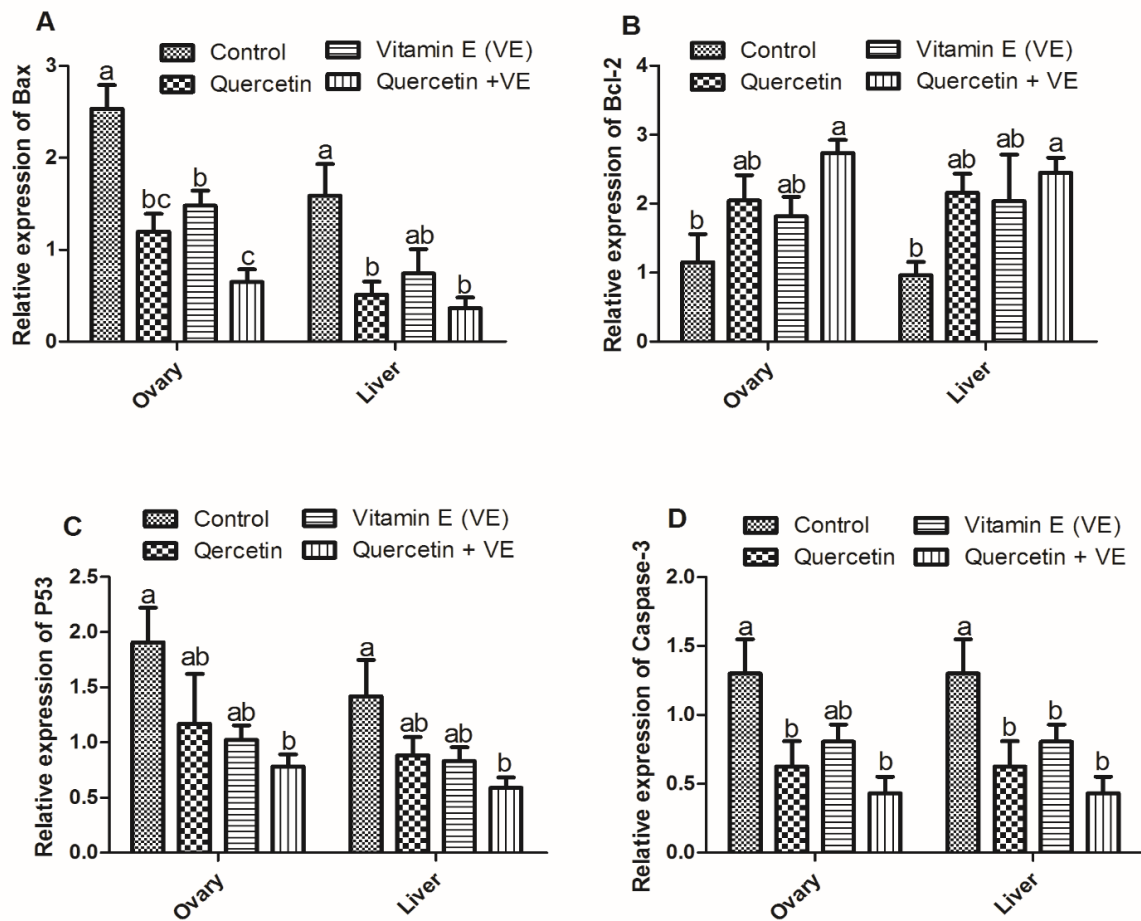 A
Control
Vitamin E (VE)
Quercetin
Quercetin +VE
Relative expression of Bax
3
2
1
0
a
bc
b
c
a
b
ab
b
Ovary
Liver
B
Control
Vitamin E (VE)
Quercetin
Quercetin + VE
Relative expression of Bcl-2
4
3
2
1
0
b
ab
ab
a
b
ab
ab
a
Ovary
Liver
C
Control
Vitamin E (VE)
Qercetin
Quercetin + VE
Relative expression of P53
2.5
2.0
1.5
1.0
0.5
0.0
a
ab
ab
b
a
ab
ab
b
Ovary
Liver
D
Control
Vitamin E (VE)
Quercetin
Quercetin + VE
Relative expression of Caspase-3
2.0
1.5
1.0
0.5
0.0
a
b
ab
b
a
b
b
b
Ovary
Liver